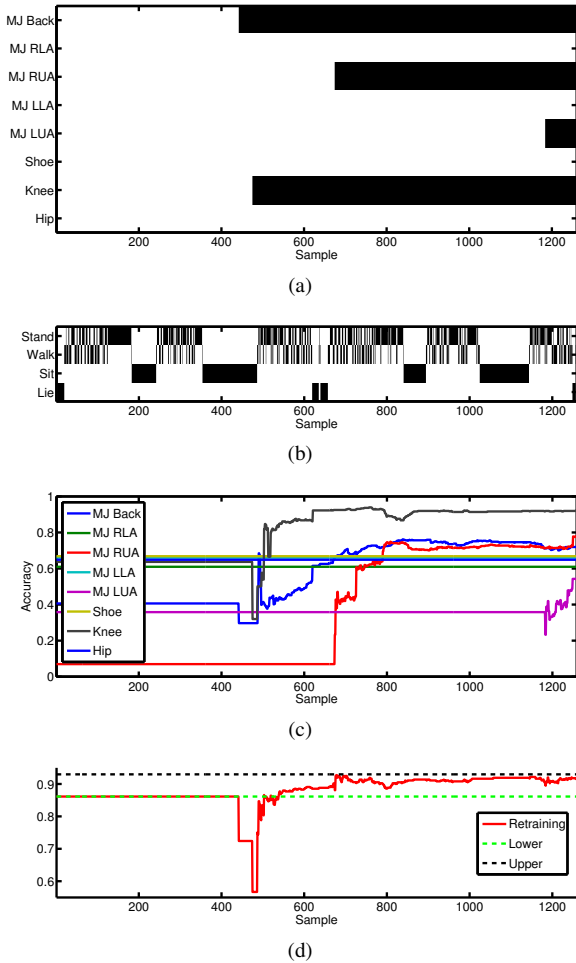 MJ Back
MJ RLA
MJ RUA
MJ LLA
MJ LUA
Shoe
Knee
Hip
200 400 600 800 1000 1200
Sample
(a)
Stand
Walk
Sit
Lie
200 400 600 800 1000 1200
Sample
(b)
1
0.8
0.6
0.4
0.2
0
Accuracy
MJ Back
MJ RLA
MJ RUA
MJ LLA
MJ LUA
Shoe
Knee
Hip
200 400 600 800 1000 1200
Sample
(c)
0.9
0.8
0.7
0.6
Retraining
Lower
Upper
200 400 600 800 1000 1200
Sample
(d)